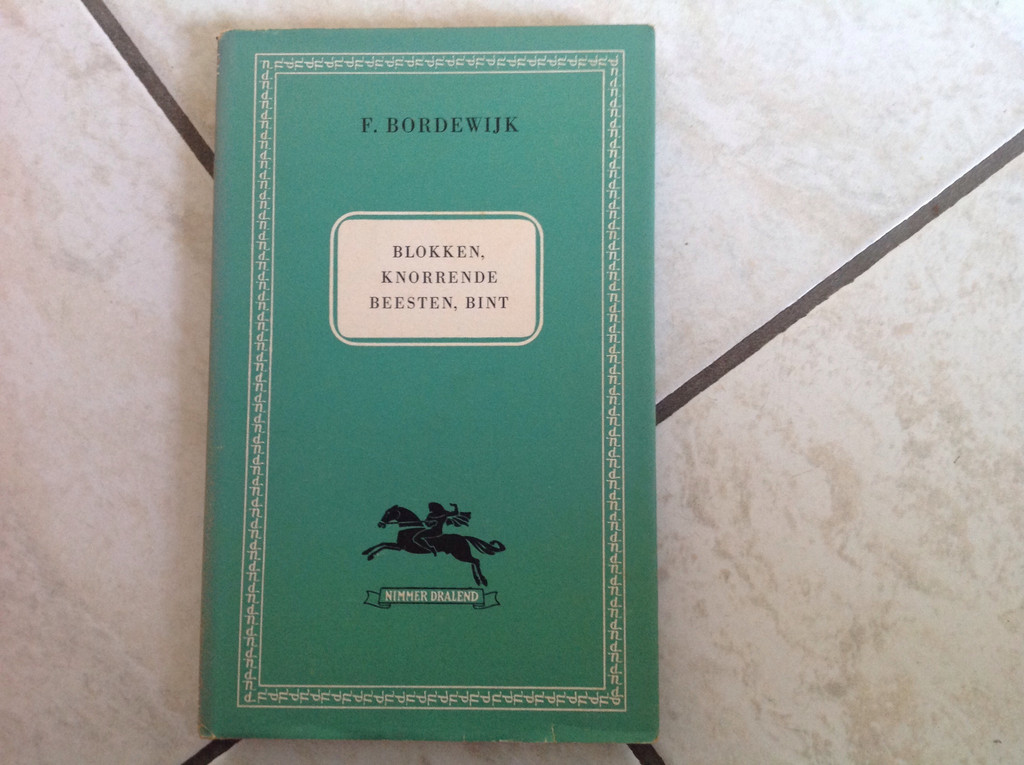 F. BORDEWIJK
BLOKKEN,
KNORRENDE
BEESTEN, BINT
NIMMER DRALEND